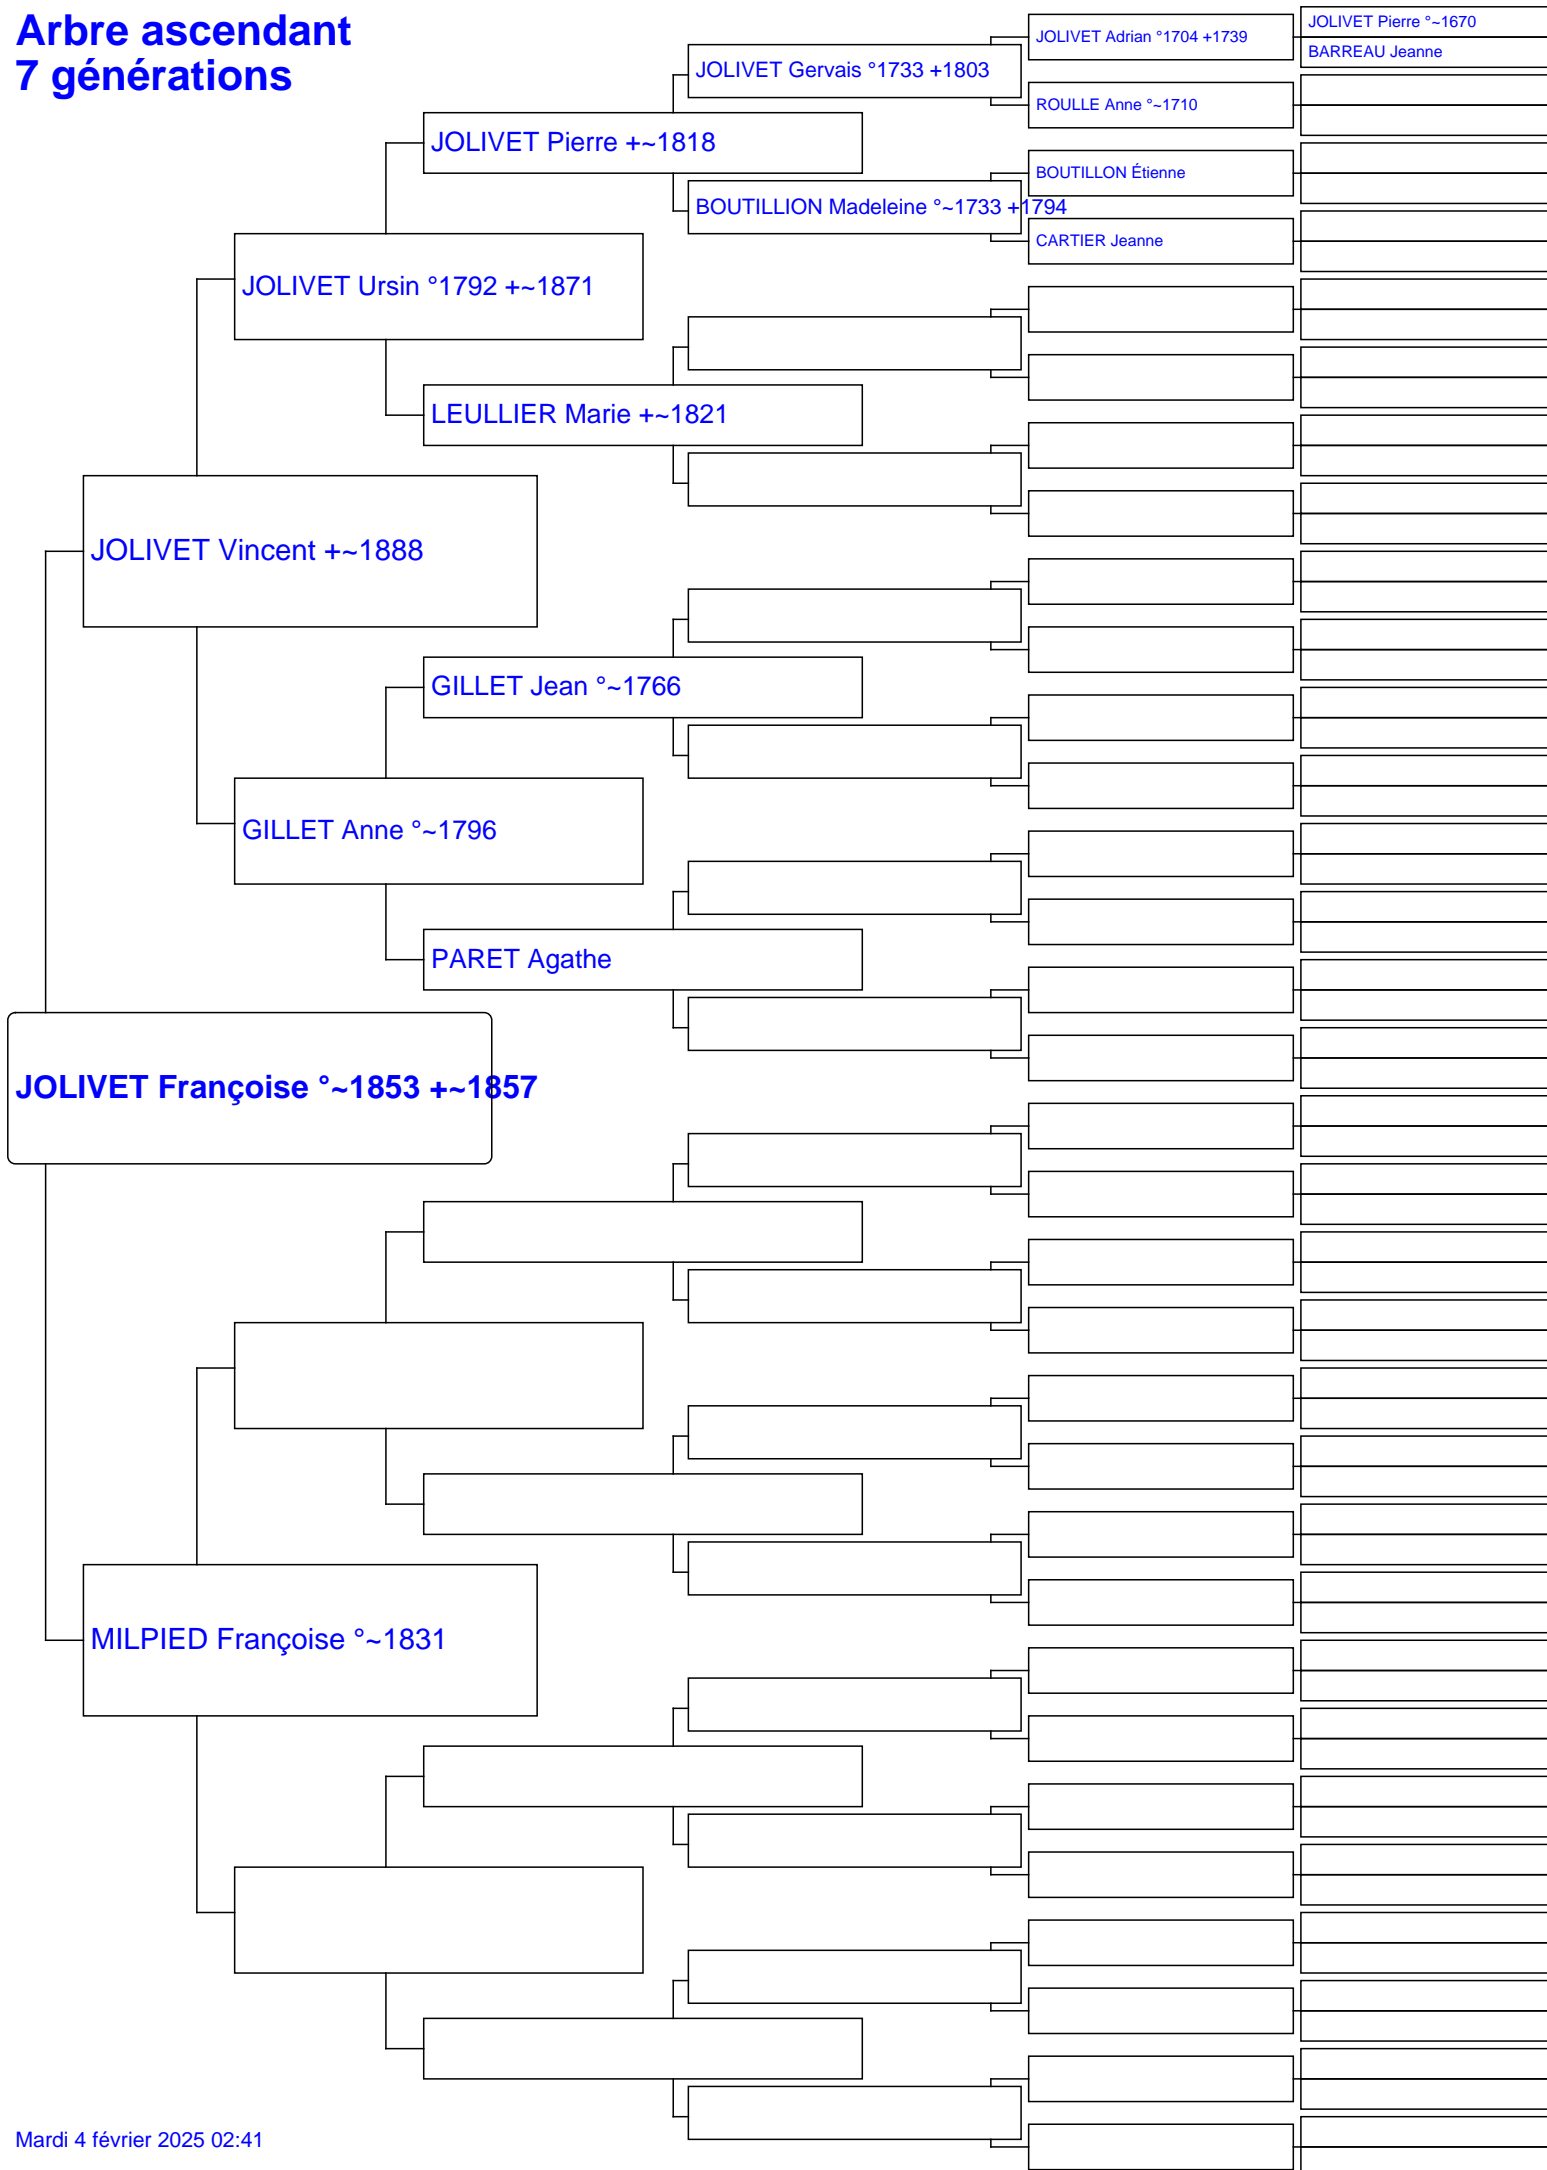 Arbre ascendant
7 générations
JOLIVET Pierre °~1670
JOLIVET Adrian °1704 +1739
BARREAU Jeanne
JOLIVET Gervais °1733 +1803
ROULLE Anne °~1710
JOLIVET Pierre +~1818
BOUTILLON Étienne
BOUTILLION Madeleine °~1733 +1794
CARTIER Jeanne
JOLIVET Ursin °1792 +~1871
LEULLIER Marie +~1821
JOLIVET Vincent +~1888
GILLET Jean °~1766
GILLET Anne °~1796
PARET Agathe
JOLIVET Françoise °~1853 +~1857
MILPIED Françoise °~1831
Mardi 4 février 2025 02:41